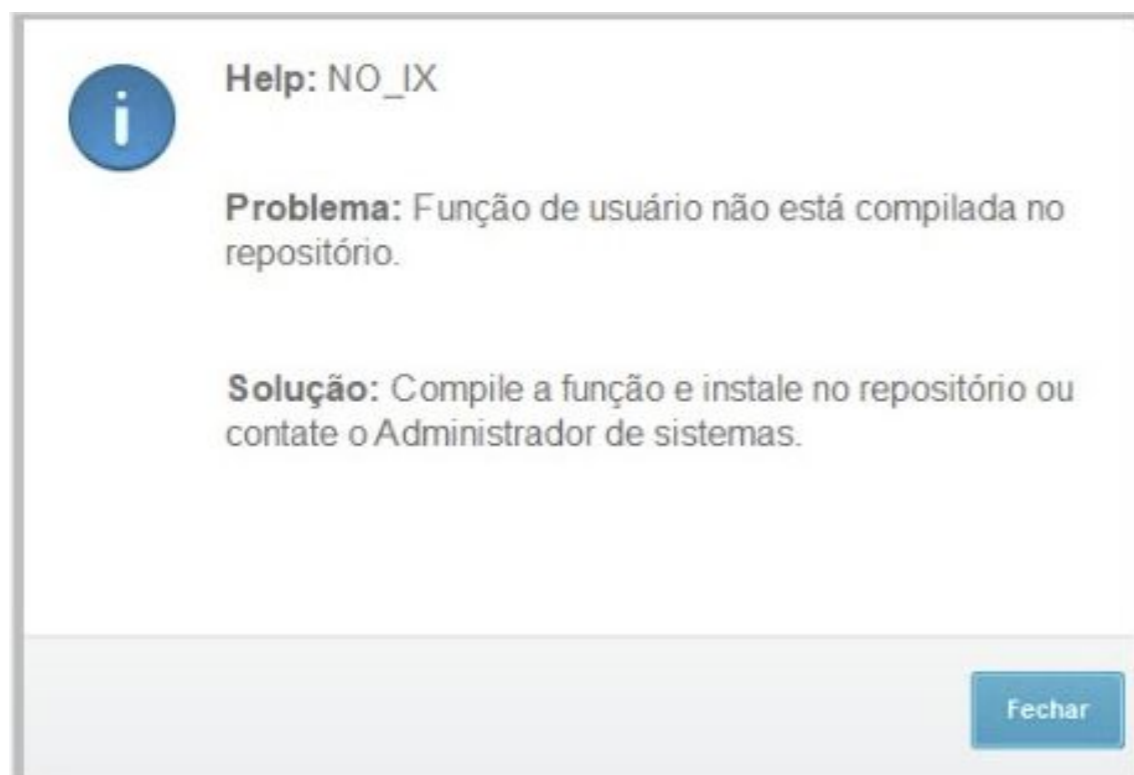 Help: NO_IX
Problema: Função de usuário não está compilada no
repositório.
Solução: Compile a função e instale no repositório ou
contate o Administrador de sistemas.
Fechar